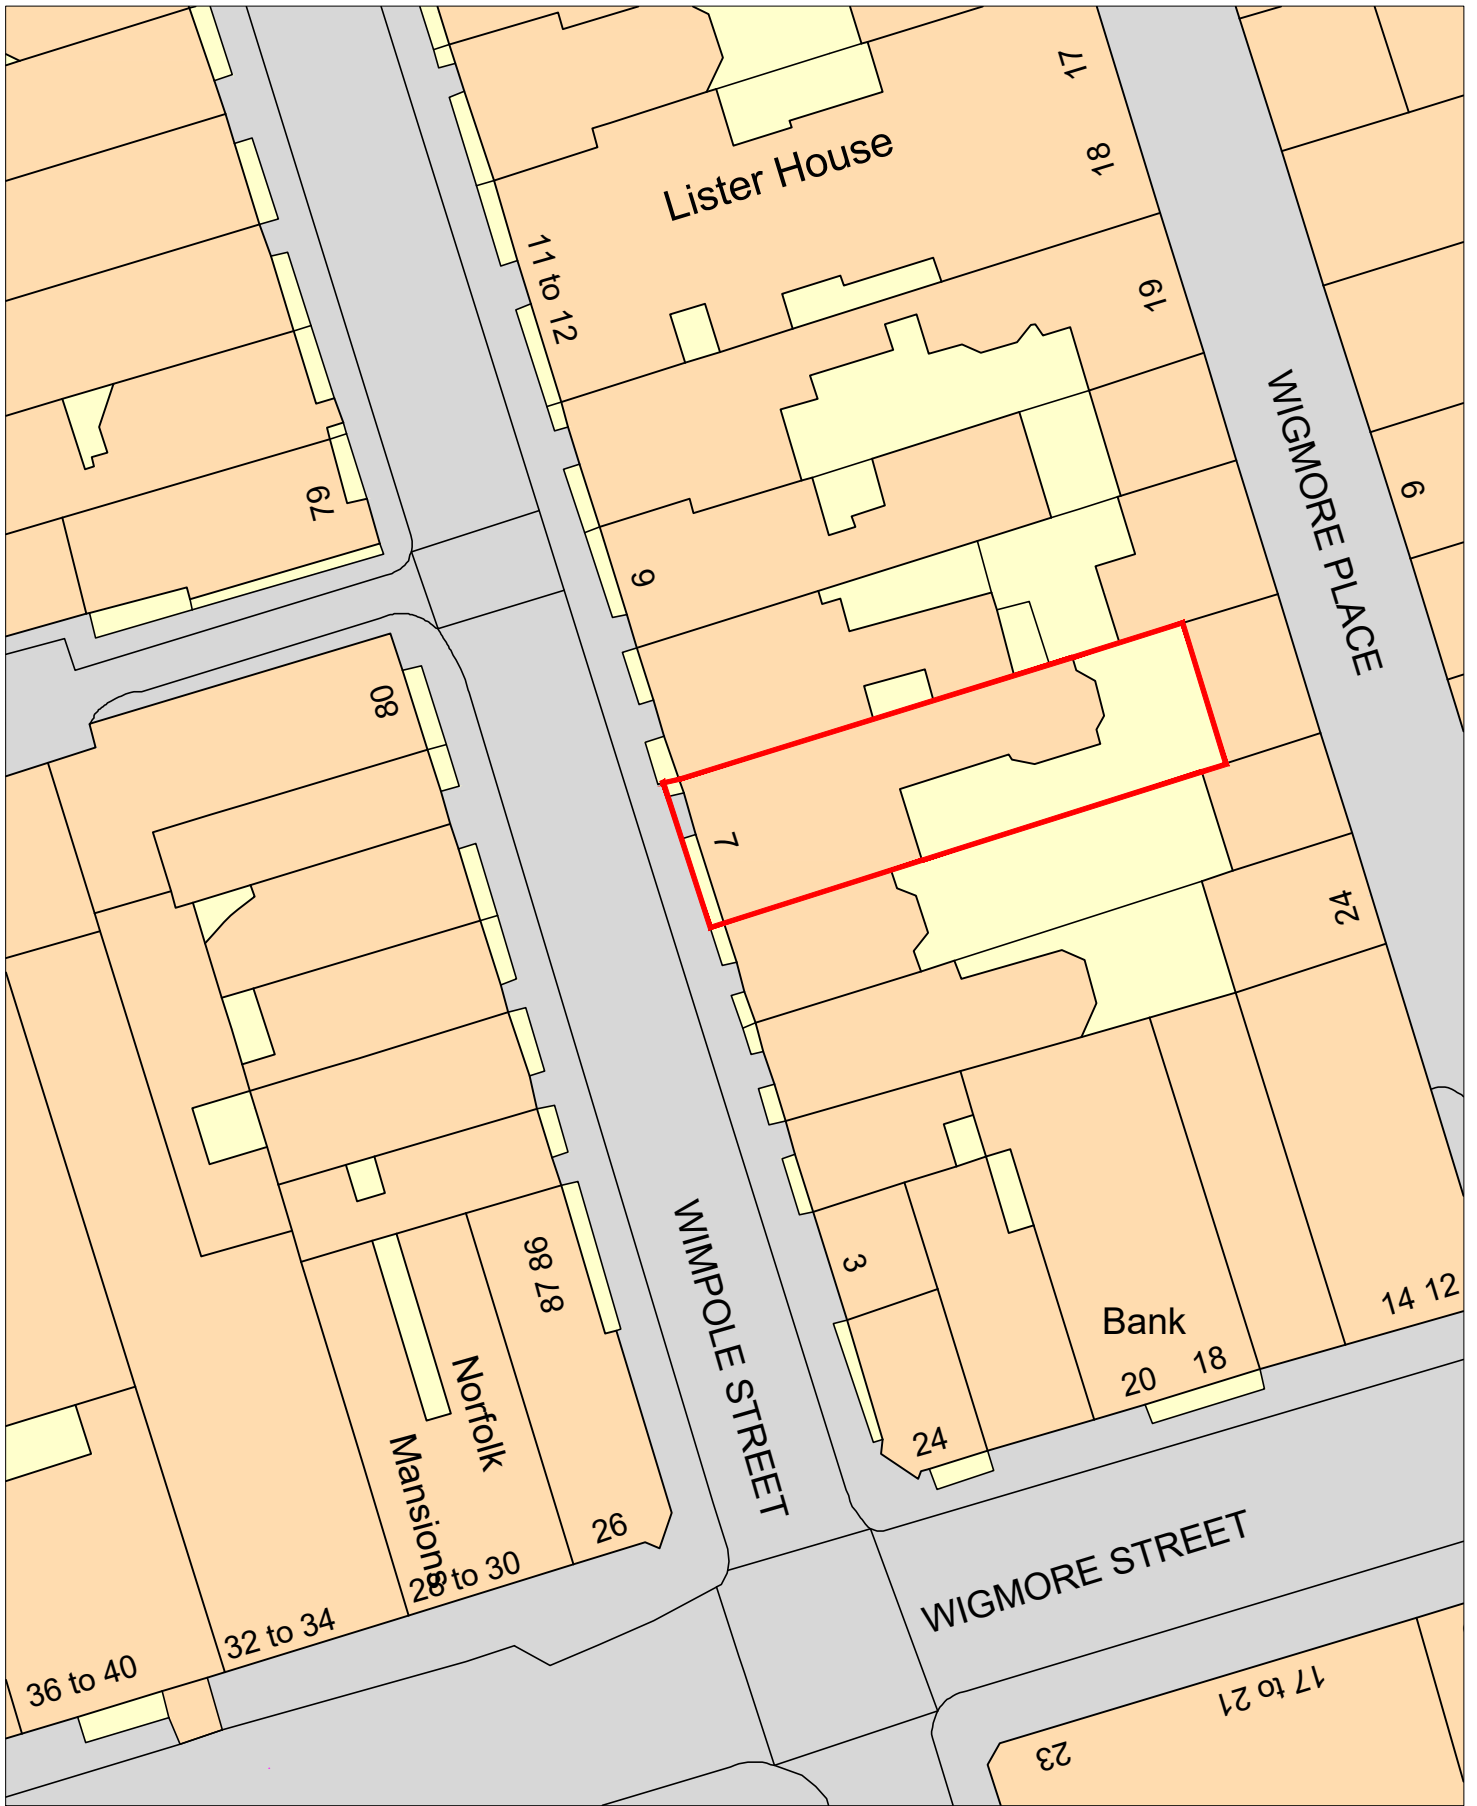 17
18
Lister House
11 to 12
19
WIGMORE PLACE
79
9
9
80
7
24
WIMPOLE STREET
3
86
87
Bank
14 12
18
20
24
Norfolk
Mansions
26
28 to 30
32 to 34
36 to 40
WIGMORE STREET
17 to 21
23